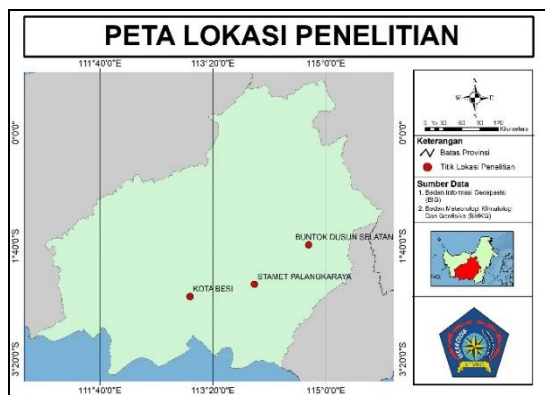 PETA LOKASI PENELITIAN
111°40'0"E 113°20'0"E 115°0'0"E
0°0'0" 0°0'0"
1°40'0"S 1°40'0"S
3°20'0"S 3°20'0"S
BUNTOK DUSUN SELATAN
STAMET PALANGKARAYA
KOTA BESI
111°40'0"E 113°20'0"E 115°0'0"E
Kilometers
Keterangan
Batas Provinsi
Titik Lokasi Penelitian
Sumber Data
1. Badan Informasi Geospasial
(BIG)
2. Badan Meteorologi Klimatologi
Dan Geofisika (BMKG)